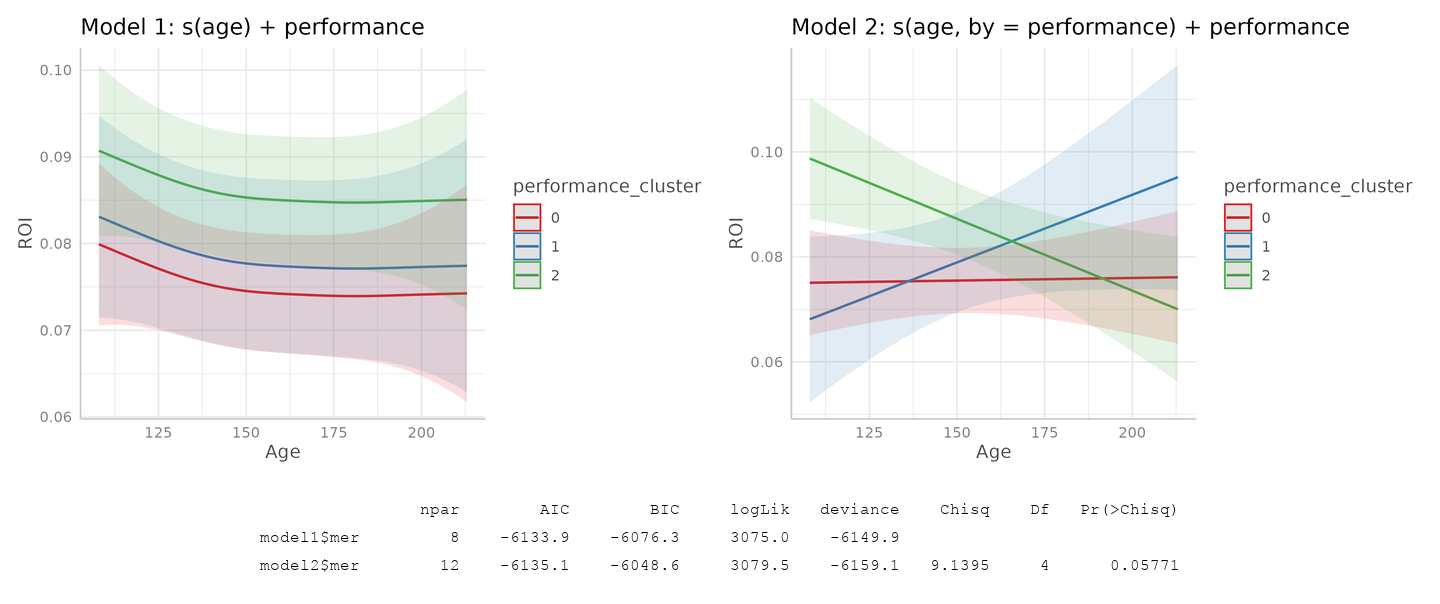 Model 1: s(age) + performance
0.10
0.09
0.08
0.07
0.06
ROI
125 150 175 200
Age
performance_cluster
0
1
2
Model 2: s(age, by = performance) + performance
0.10
0.08
0.06
ROI
125 150 175 200
Age
performance_cluster
0
1
2
npar AIC BIC logLik deviance Chisq Df Pr(>Chisq)
model1$mer 8 -6133.9 -6076.3 3075.0 -6149.9
model2$mer 12 -6135.1 -6048.6 3079.5 -6159.1 9.1395 4 0.05771